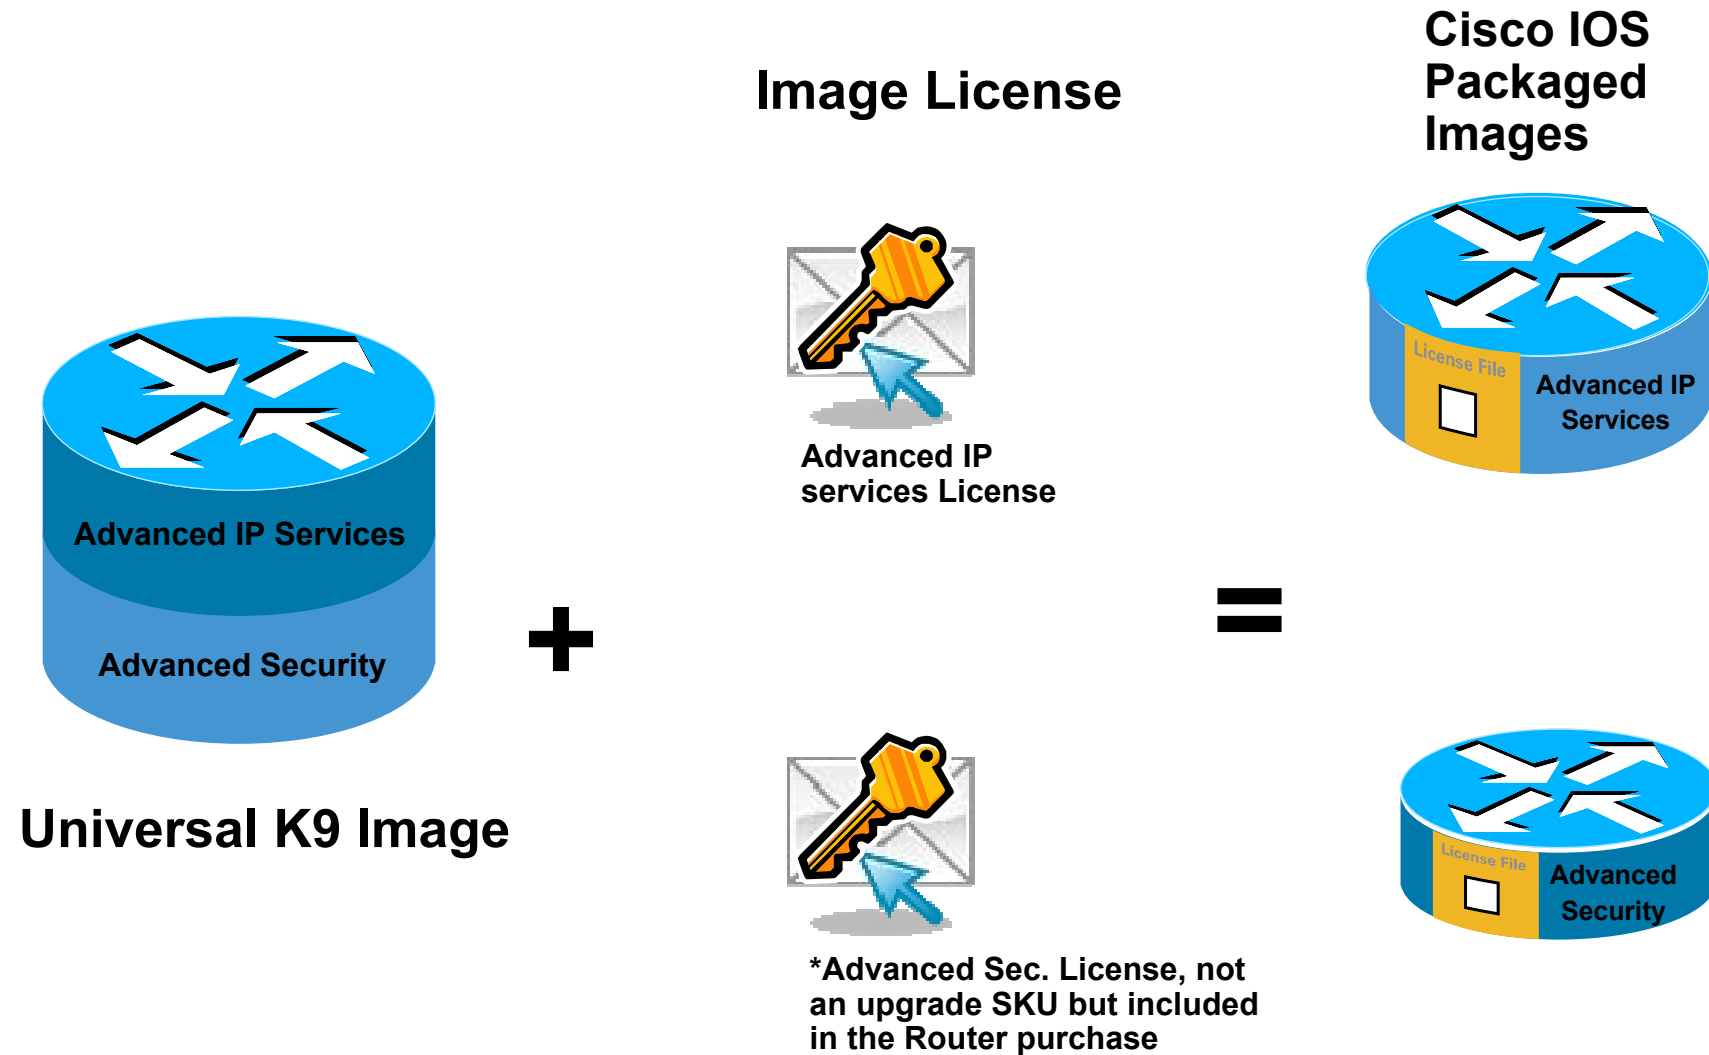 Image License
Cisco IOS
Packaged
Images
License File
Advanced IP
Services
Advanced IP
services License
Advanced IP Services
Advanced Security
+
=
Universal K9 Image
License File
Advanced
Security
*Advanced Sec. License, not
an upgrade SKU but included
in the Router purchase